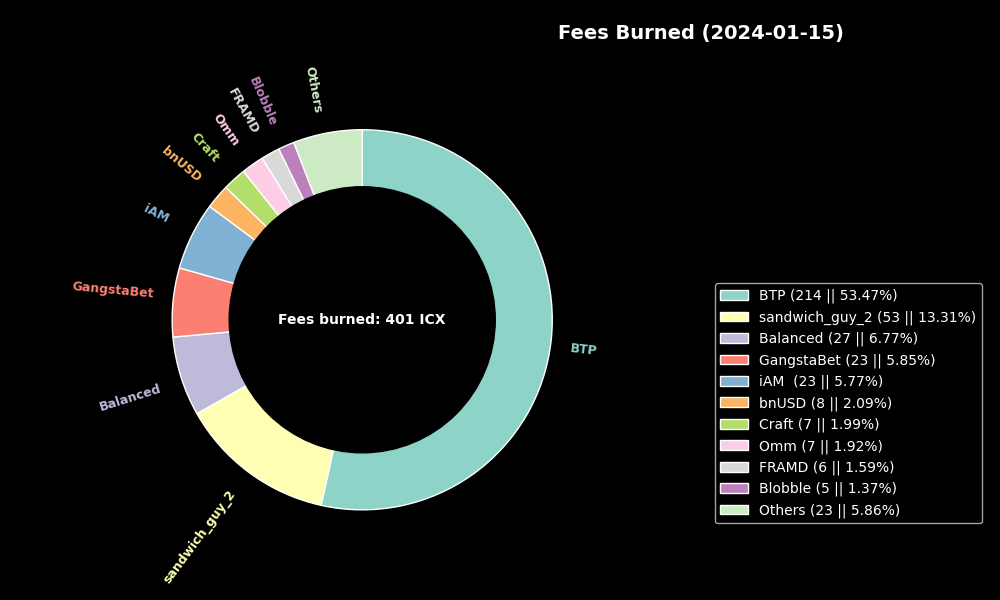 Fees Burned (2024-01-15)
Others
Blobble
FRAMD
Omm
Craft
bnUSD
iAM
GangstaBet
Balanced
sandwich_guy_2
BTP
Fees burned: 401 ICX
BTP (214 || 53.47%)
sandwich_guy_2 (53 || 13.31%)
Balanced (27 || 6.77%)
GangstaBet (23 || 5.85%)
iAM  (23 || 5.77%)
bnUSD (8 || 2.09%)
Craft (7 || 1.99%)
Omm (7 || 1.92%)
FRAMD (6 || 1.59%)
Blobble (5 || 1.37%)
Others (23 || 5.86%)